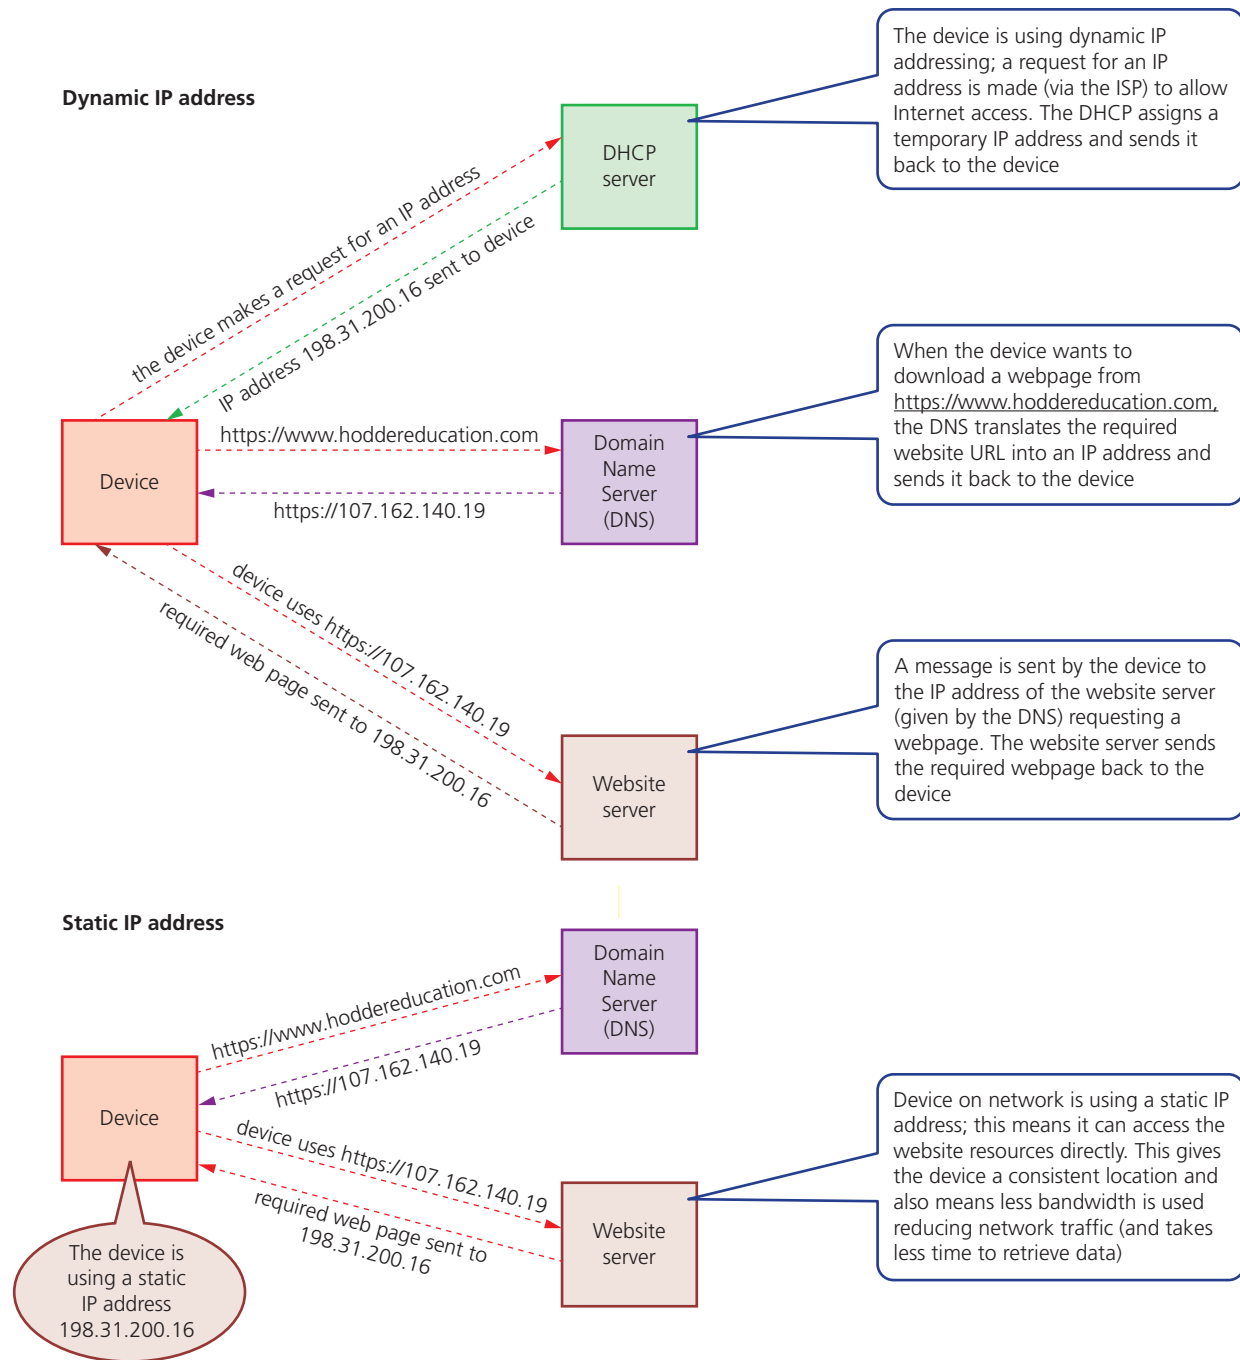 Dynamic IP address
DHCP
server
The device is using dynamic IP
addressing; a request for an IP
address is made (via the ISP) to allow
Internet access. The DHCP assigns a
temporary IP address and sends it
back to the device
the device makes a request for an IP address
IP address 198.31.200.16 sent to device
Device
https://www.hoddereducation.com
https://107.162.140.19
Domain
Name
Server
(DNS)
When the device wants to
download a webpage from
https://www.hoddereducation.com,
the DNS translates the required
website URL into an IP address and
sends it back to the device
device uses https://107.162.140.19
required web page sent to 198.31.200.16
Website
server
A message is sent by the device to
the IP address of the website server
(given by the DNS) requesting a
webpage. The website server sends
the required webpage back to the
device
Static IP address
Domain
Name
Server
(DNS)
https://www.hoddereducation.com
https://107.162.140.19
Device
device uses https://107.162.140.19
required web page sent to
198.31.200.16
Website
server
Device on network is using a static IP
address; this means it can access the
website resources directly. This gives
the device a consistent location and
also means less bandwidth is used
reducing network traffic (and takes
less time to retrieve data)
The device is
using a static
IP address
198.31.200.16